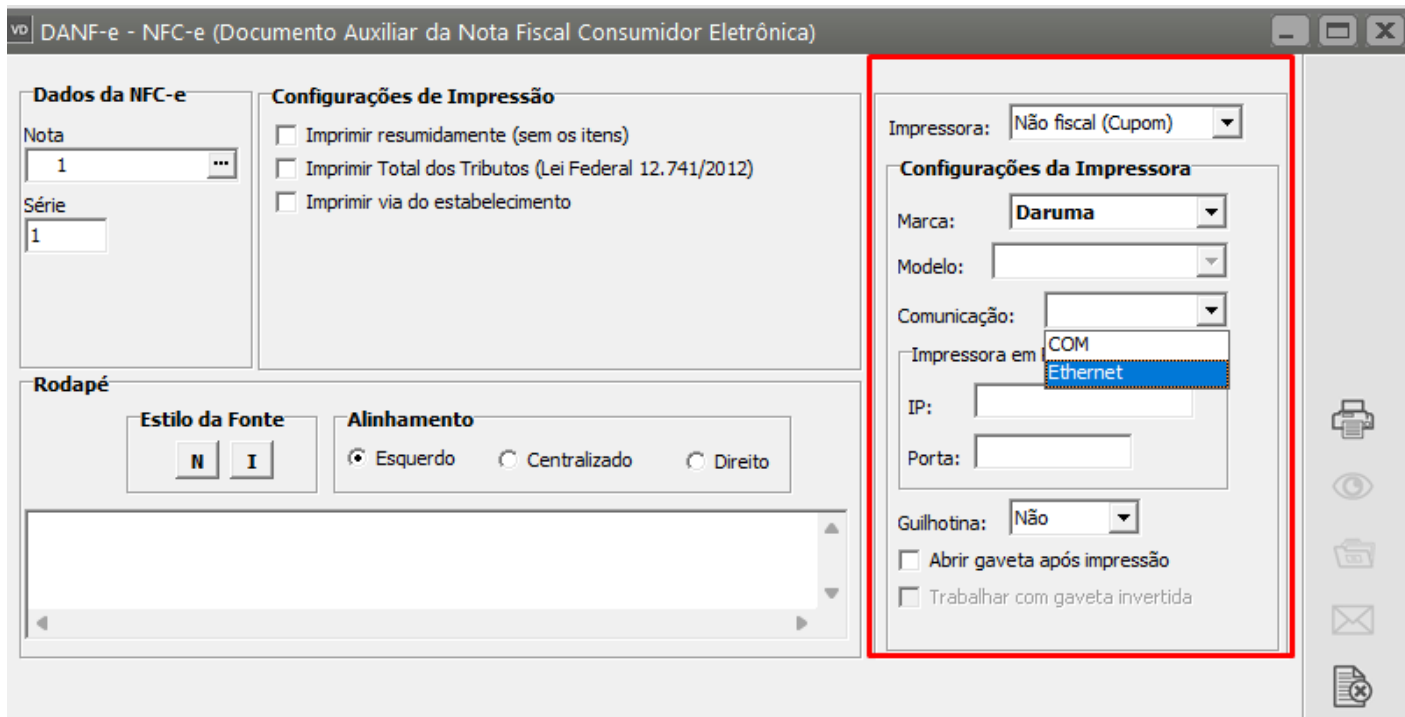 VD DANF-e - NFC-e (Documento Auxiliar da Nota Fiscal Consumidor Eletrônica)
Dados da NFC-e
Nota
1 ...
Série
1
Configurações de Impressão
Imprimir resumidamente (sem os itens)
Imprimir Total dos Tributos (Lei Federal 12.741/2012)
Imprimir via do estabelecimento
Rodapé
Estilo da Fonte
N I
Alinhamento
Esquerdo Centralizado Direito
Impressora: Não fiscal (Cupom)
Configurações da Impressora
Marca: Daruma
Modelo:
Comunicação:
COM
Ethernet
Impressora em
IP:
Porta:
Guilhotina: Não
Abrir gaveta após impressão
Trabalhar com gaveta invertida